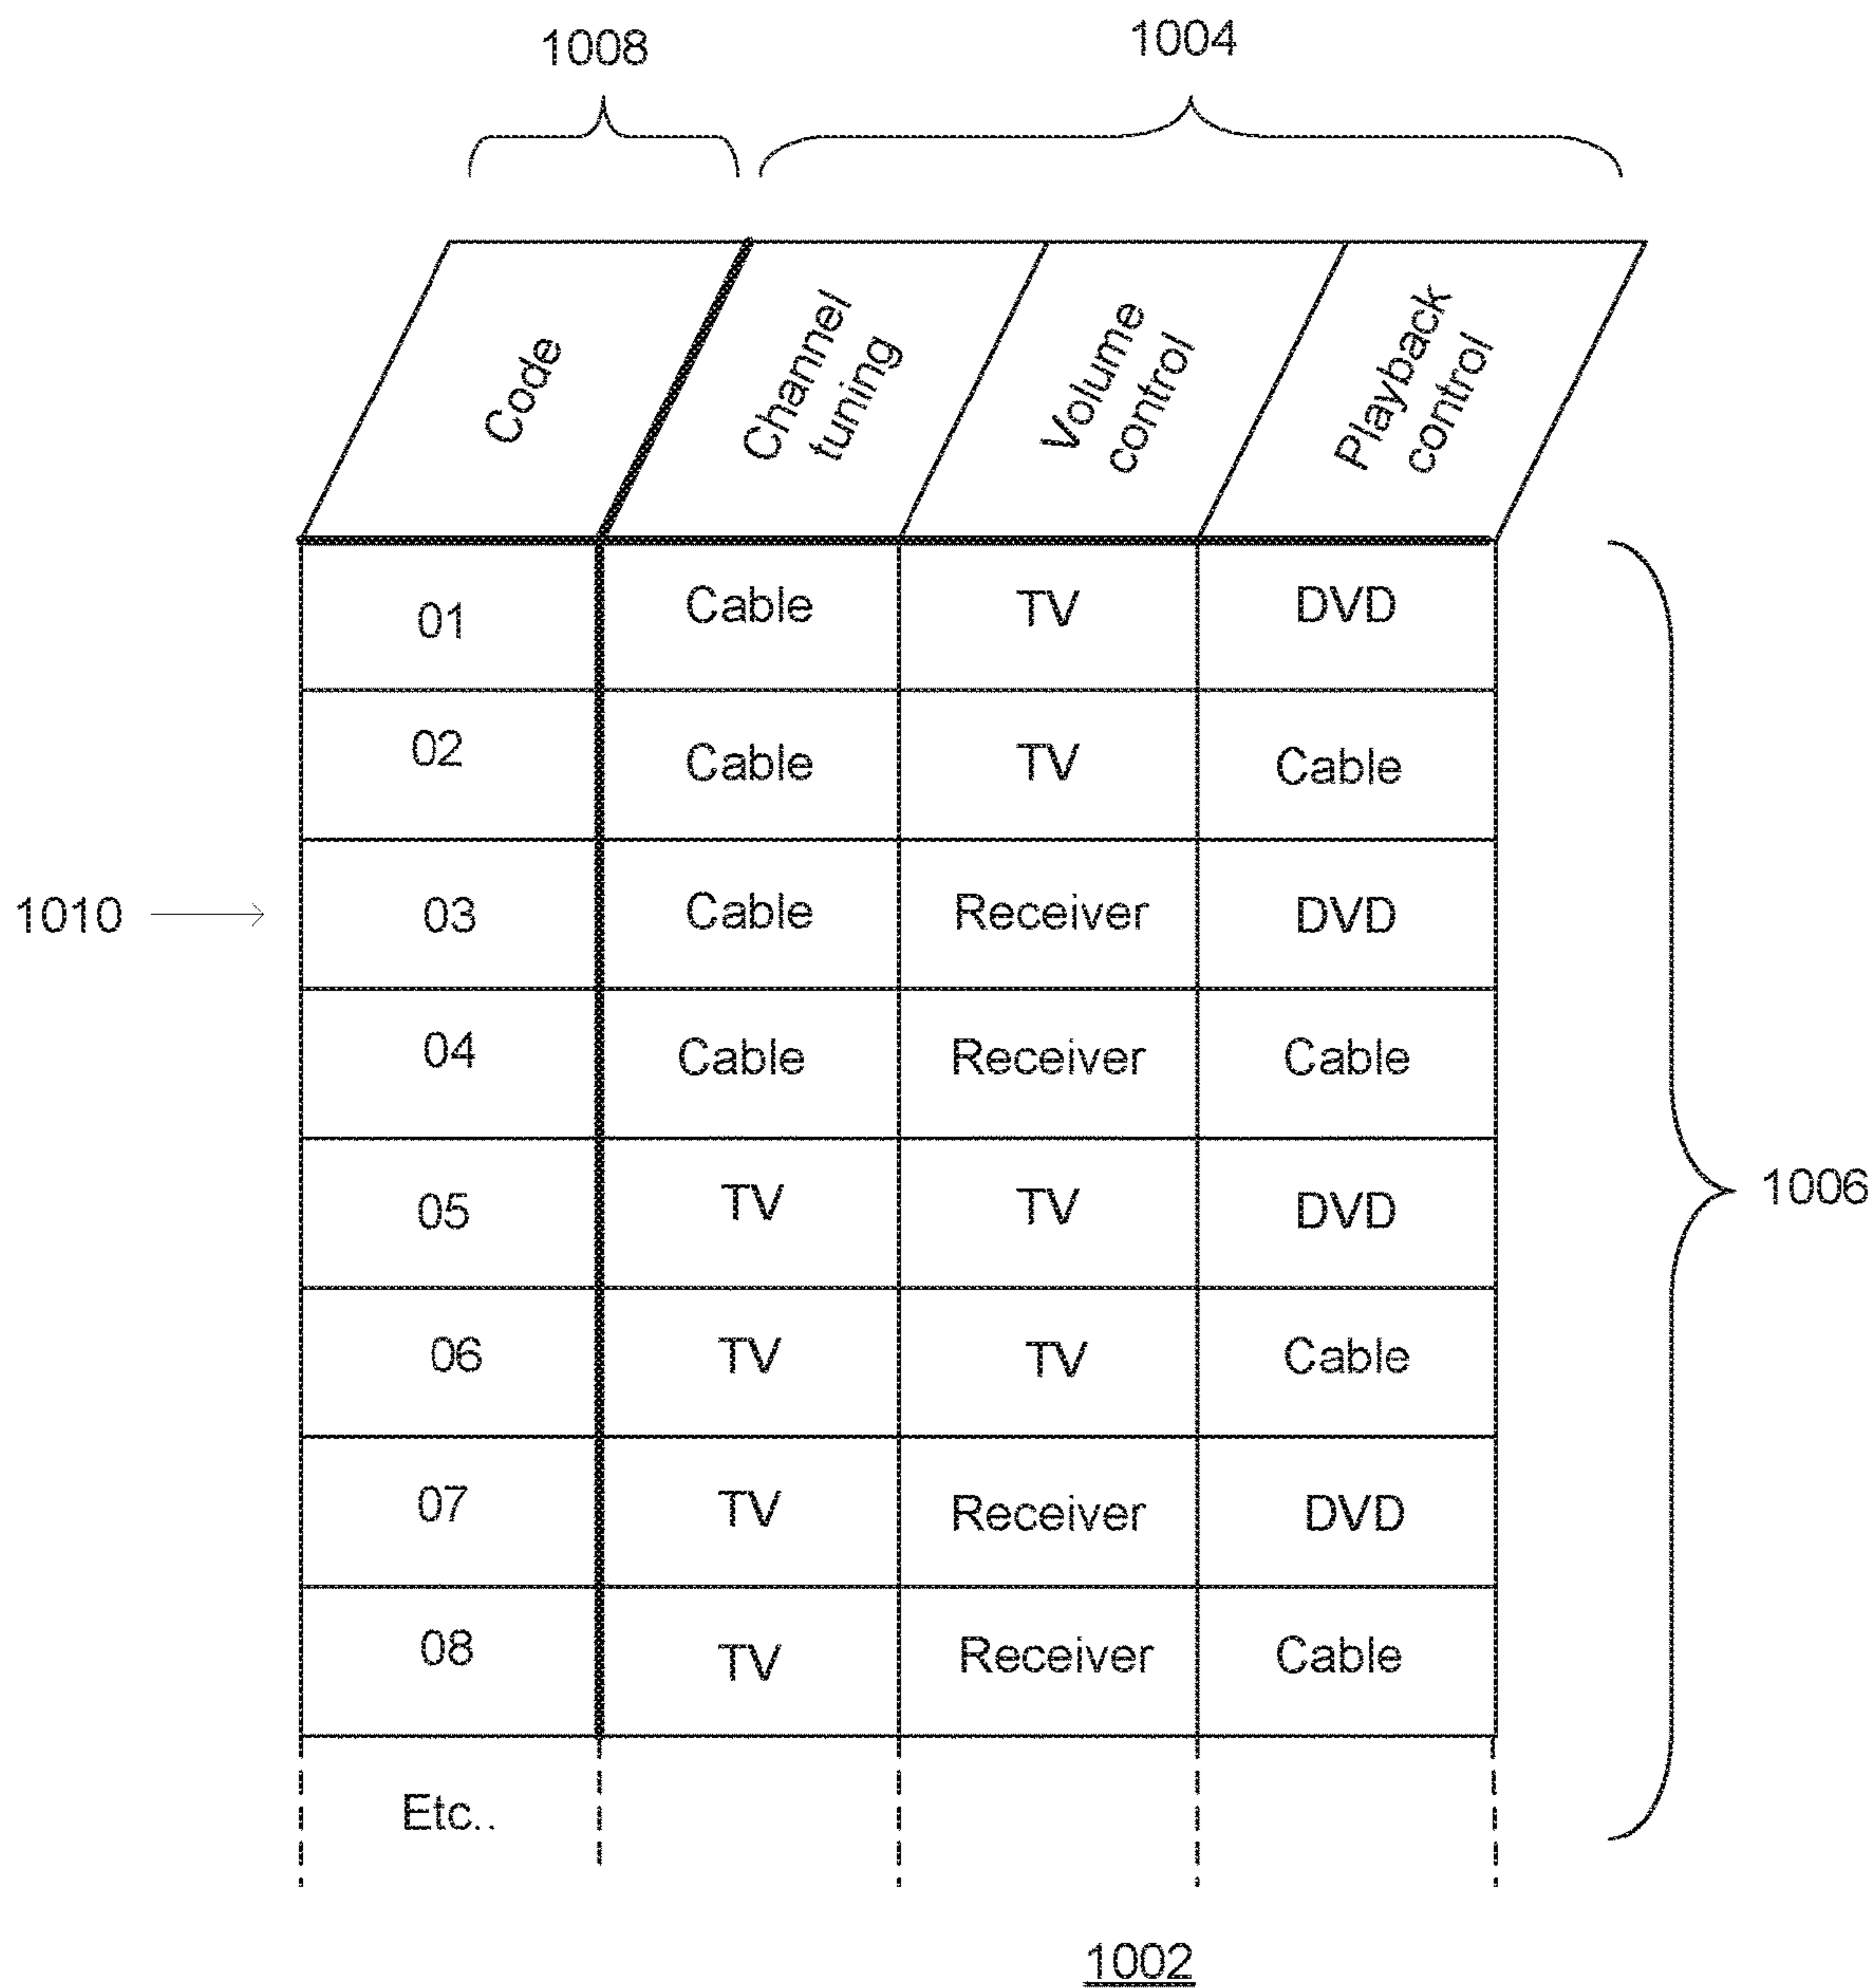 1008 1004
Code Channel tuning Volume control Playback control
01 Cable TV DVD
02 Cable TV Cable
1010 03 Cable Receiver DVD
04 Cable Receiver Cable
05 TV TV DVD
1006
06 TV TV Cable
07 TV Receiver DVD
08 TV Receiver Cable
Etc..
1002